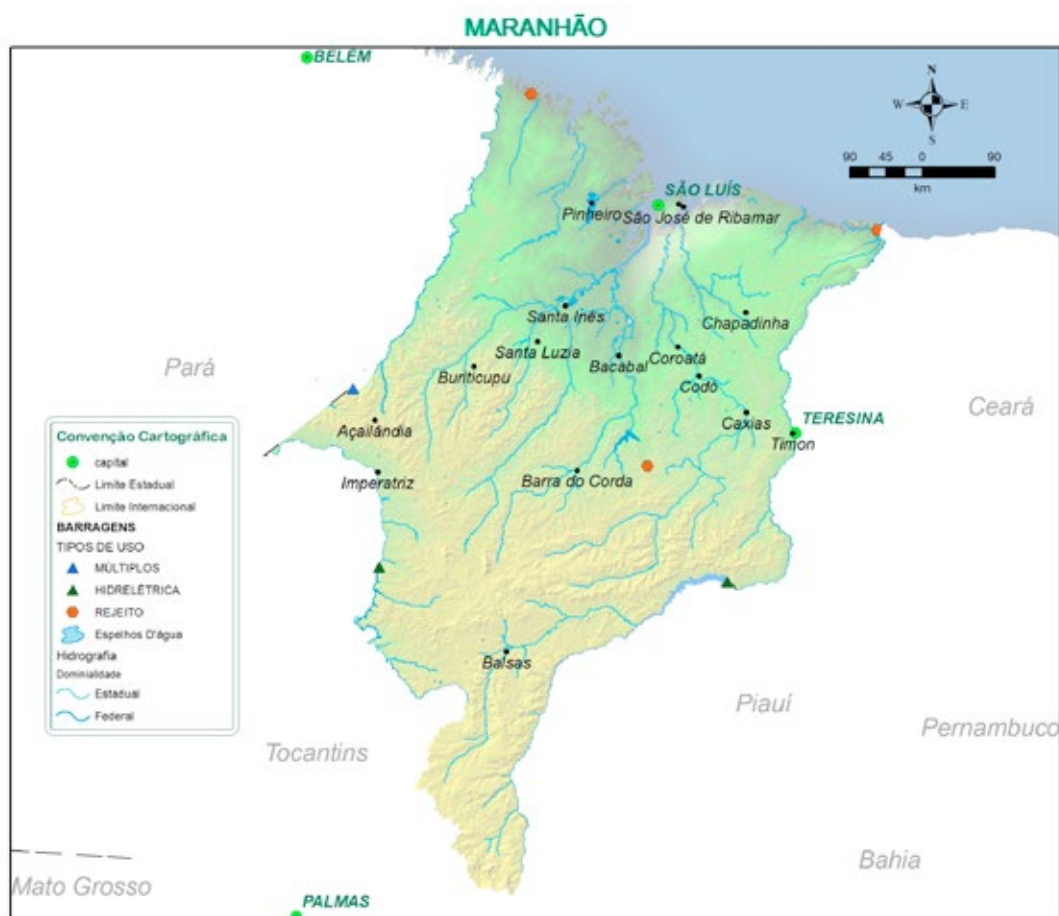 MARANHÃO
BELÉM
N
W E
S
90 45 0 90
km
SÃO LUÍS
Pinheiro
São José de Ribamar
Santa Inês
Chapadinha
Santa Luzia
Bacabal
Coroatá
Pará
Bunticupu
Codó
Ceará
Açailândia
Caxias
TERESINA
Timon
Imperatriz
Barra do Corda
Convenção Cartográfica
capital
Limite Estadual
Limite Internacional
BARRAGENS
TIPOS DE USO
MÚLTIPLOS
HIDRELÉTRICA
REJEITO
Espelhos D'água
Hidrografia
Dominialidade
Estadual
Federal
Balsas
Piauí
Pernambuco
Tocantins
Bahia
Mato Grosso
PALMAS